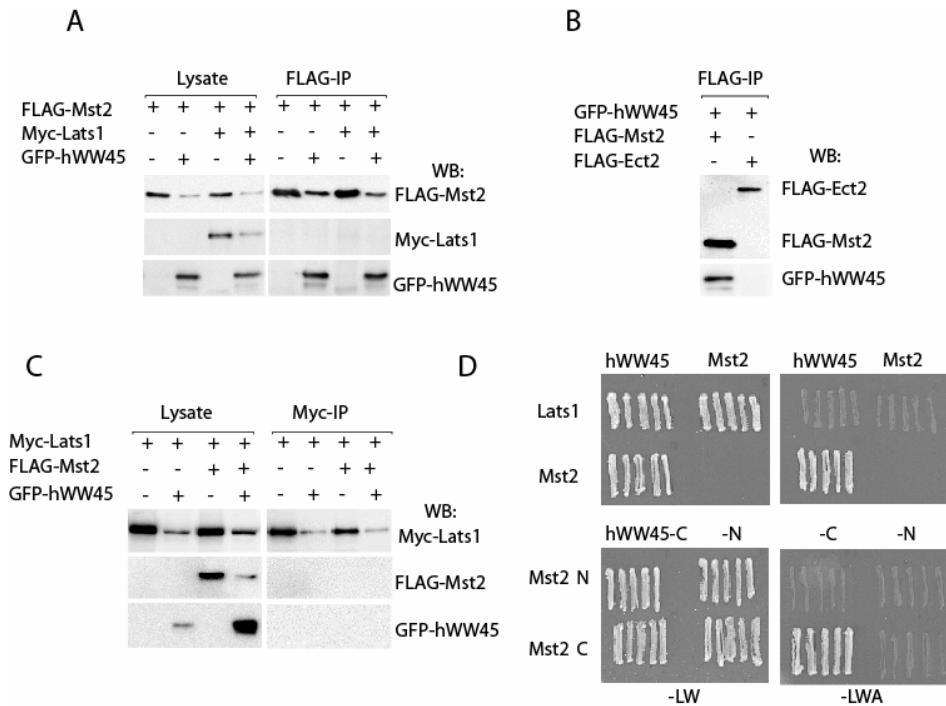 A
Lysate FLAG-IP
FLAG-Mst2 + + + + + + + +
Myc-Lats1 - - + + - - + +
GFP-hWW45 - + - + - + - +
WB:
FLAG-Mst2
Myc-Lats1
GFP-hWW45
B
FLAG-IP
GFP-hWW45 + +
FLAG-Mst2 + -
FLAG-Ect2 - +
WB:
FLAG-Ect2
FLAG-Mst2
GFP-hWW45
C
Lysate Myc-IP
Myc-Lats1 + + + + + + + +
FLAG-Mst2 - - + + - - + +
GFP-hWW45 - + - + - + - +
WB:
Myc-Lats1
FLAG-Mst2
GFP-hWW45
D
hWW45 Mst2 hWW45 Mst2
Lats1
Mst2
hWW45-C -N -C -N
Mst2 N
Mst2 C
-LW -LWA